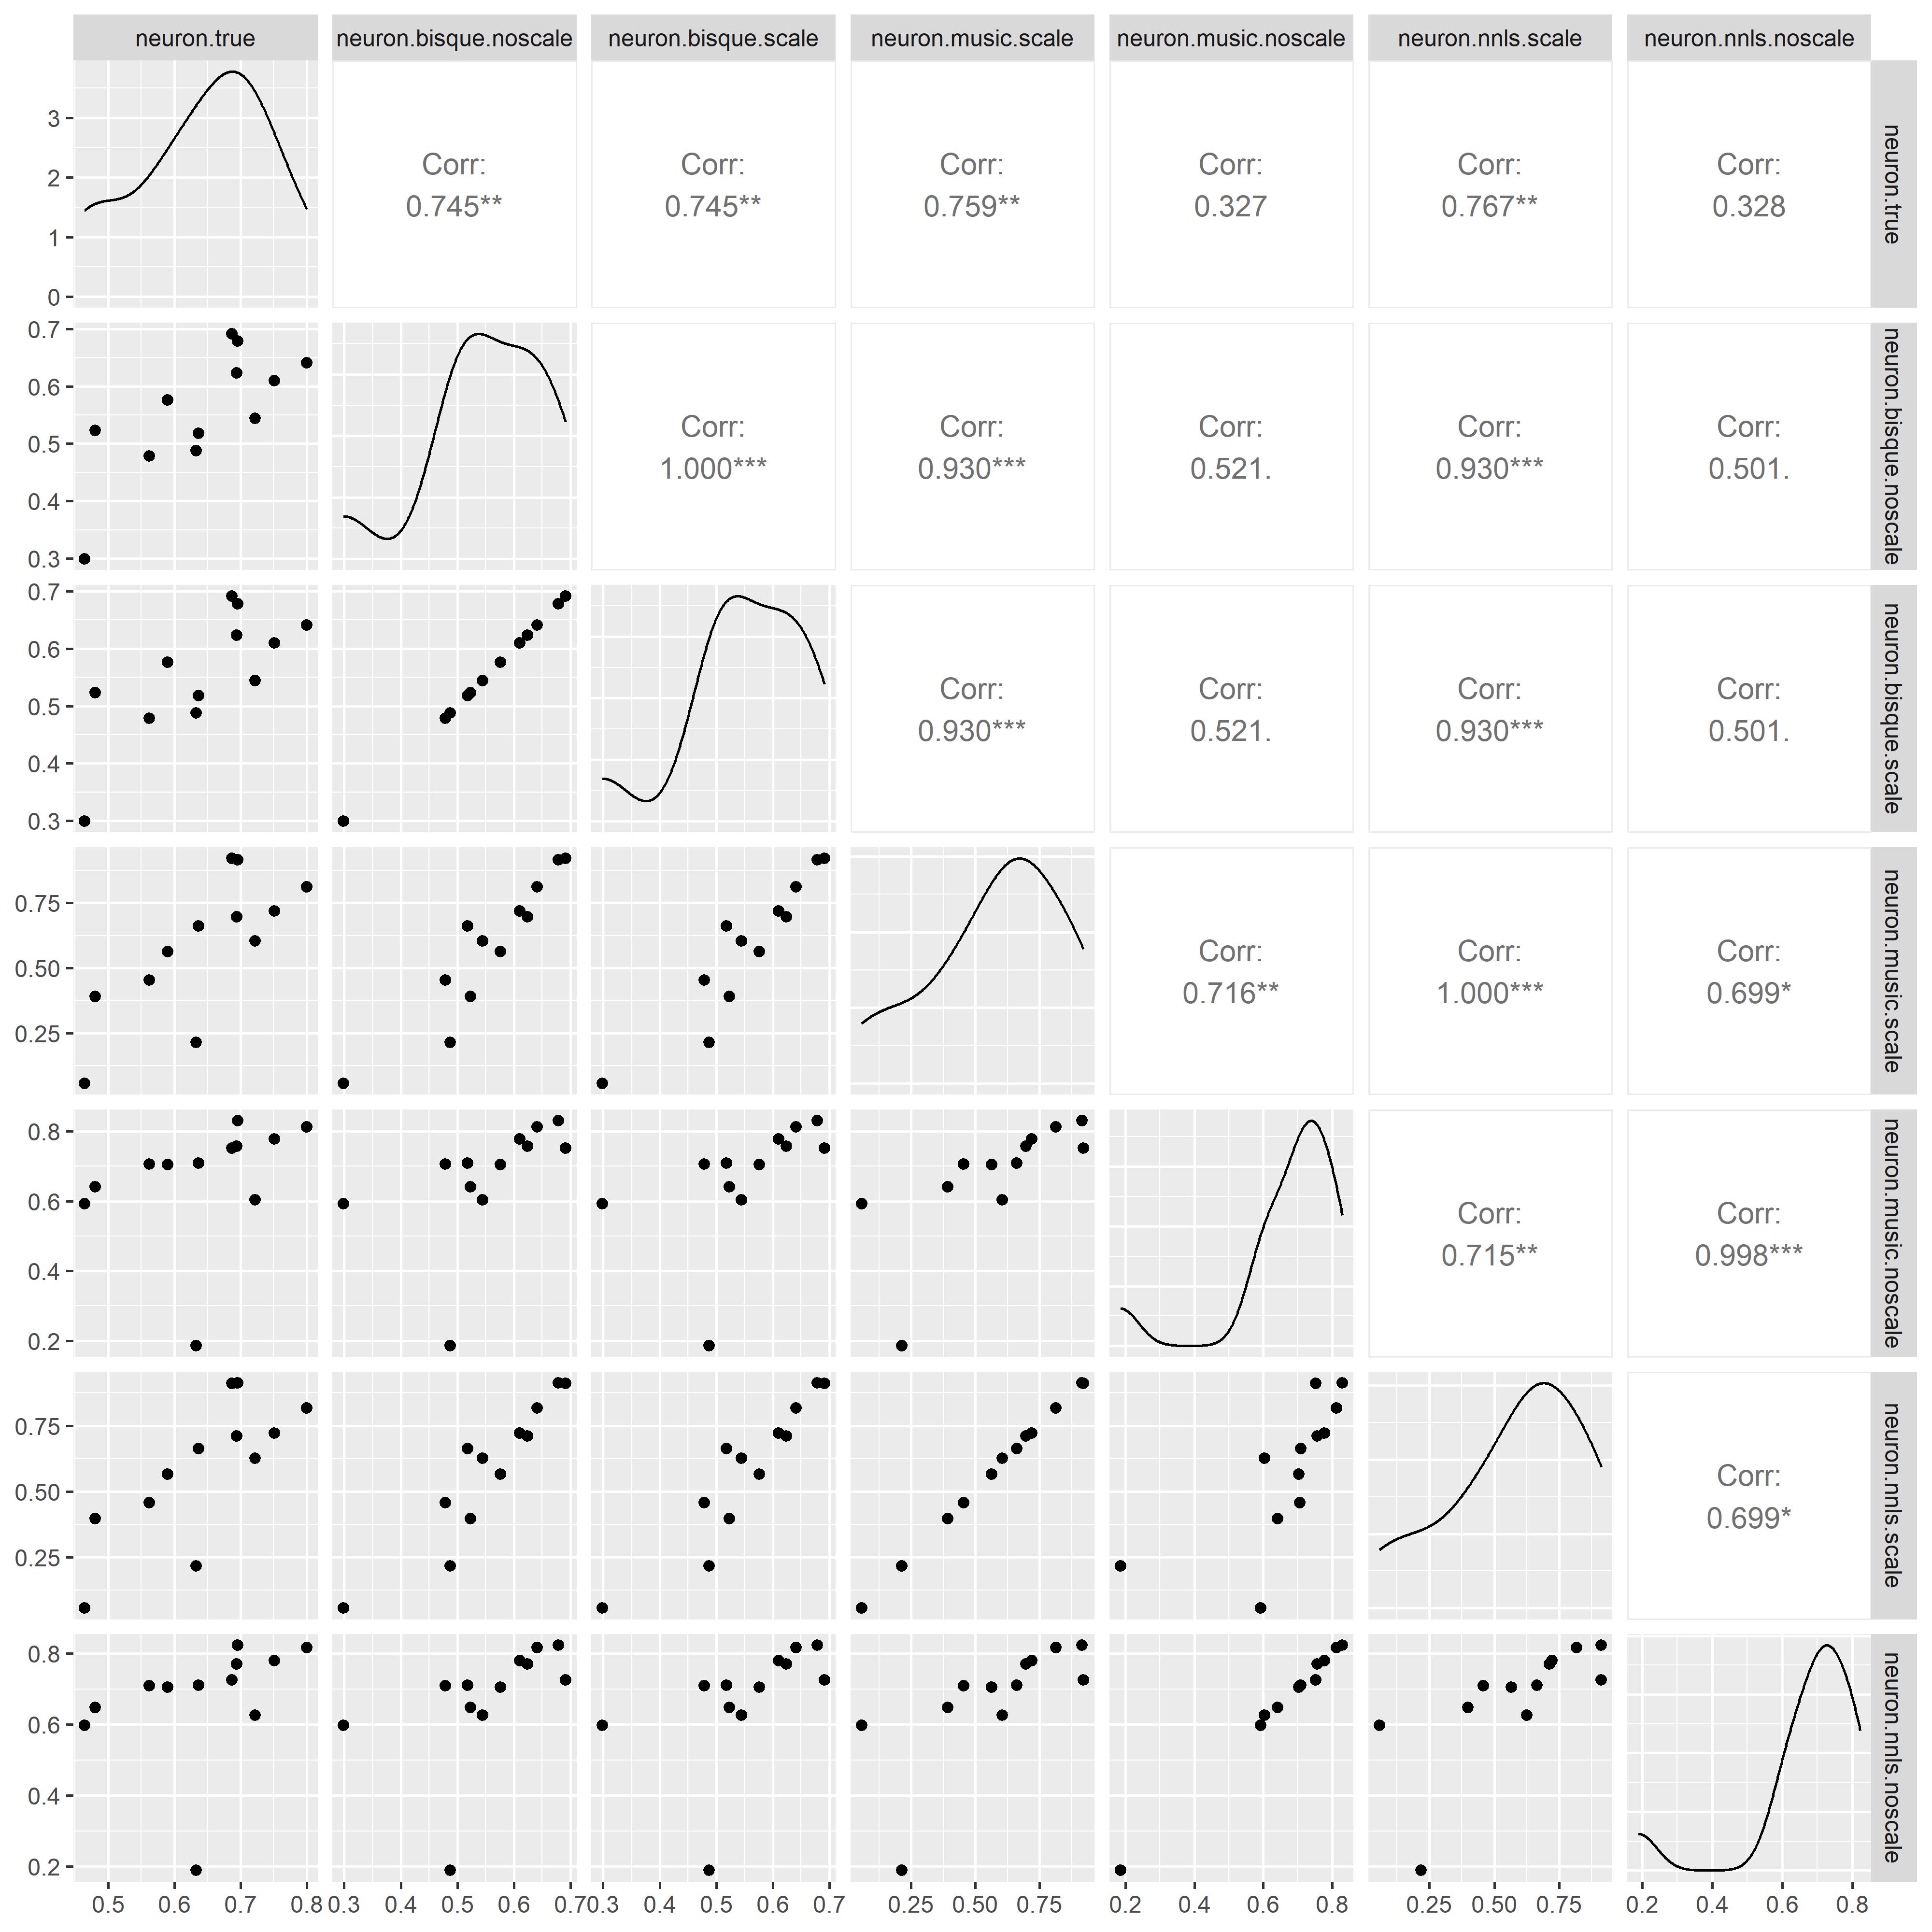 neuron.true
neuron.bisque.noscale
neuron.bisque.scale
neuron.music.scale
neuron.music.noscale
neuron.nnls.scale
neuron.nnls.noscale
3
2
1
0
Corr:
0.745**
Corr:
0.745**
Corr:
0.759**
Corr:
0.327
Corr:
0.767**
Corr:
0.328
neuron.true
0.7
0.6
0.5
0.4
0.3
Corr:
1.000***
Corr:
0.930***
Corr:
0.521.
Corr:
0.930***
Corr:
0.501.
neuron.bisque.noscale
0.7
0.6
0.5
0.4
0.3
Corr:
0.930***
Corr:
0.521.
Corr:
0.930***
Corr:
0.501.
neuron.bisque.scale
0.75
0.50
0.25
Corr:
0.716**
Corr:
1.000***
Corr:
0.699*
neuron.music.scale
0.8
0.6
0.4
0.2
Corr:
0.715**
Corr:
0.998***
neuron.music.noscale
0.75
0.50
0.25
Corr:
0.699*
neuron.nnls.scale
0.8
0.6
0.4
0.2
neuron.nnls.noscale
0.5 0.6 0.7 0.8
0.3 0.4 0.5 0.6 0.7
0.3 0.4 0.5 0.6 0.7
0.25 0.50 0.75
0.2 0.4 0.6 0.8
0.25 0.50 0.75
0.2 0.4 0.6 0.8